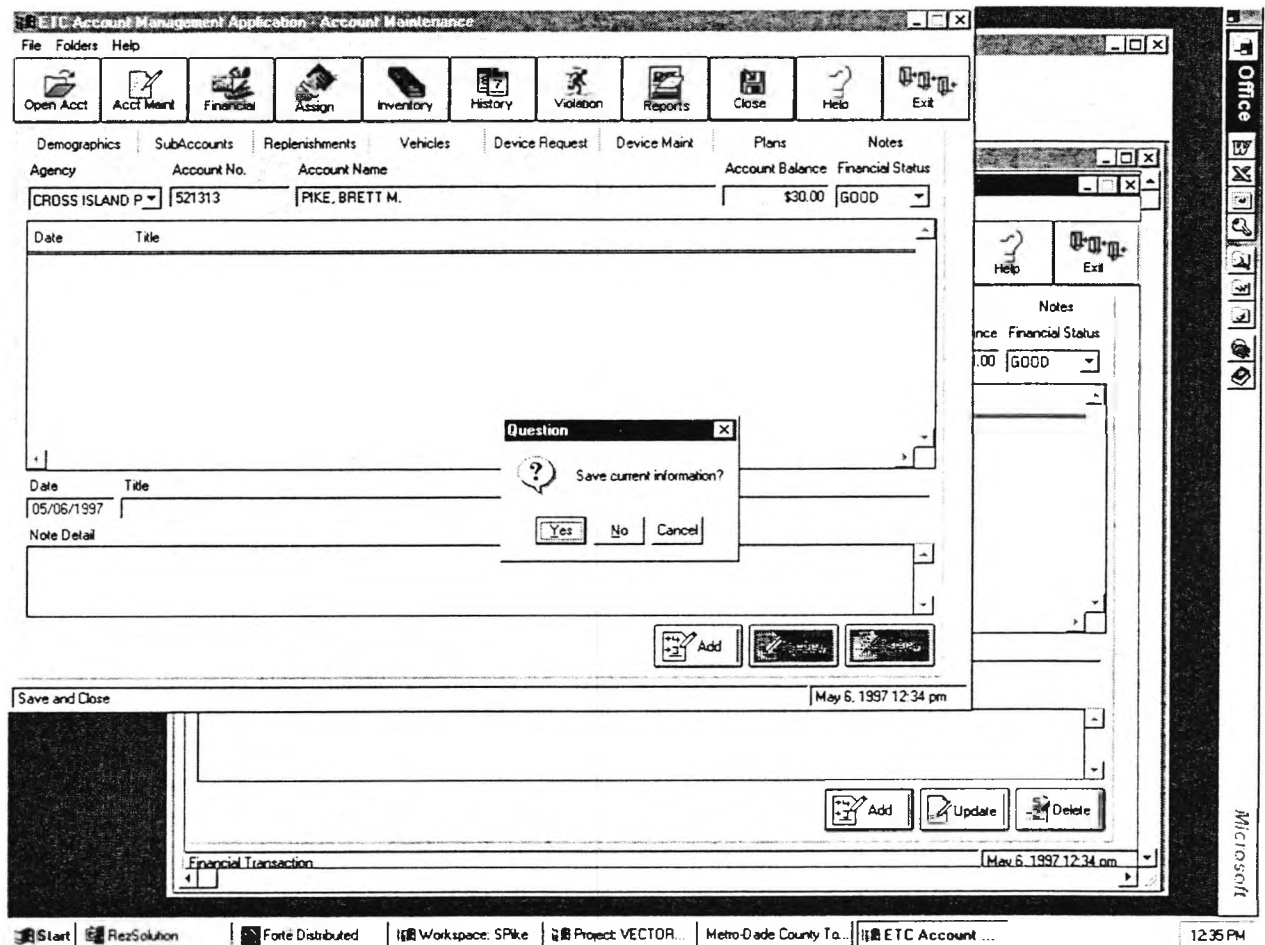 ETC Account Management Application - Account Maintenance
File Folders Help
Open Acct Acct Maint Financial Assign Inventory History Violation Reports Close Help Exit
Demographics SubAccounts Replenishments Vehicles Device Request Device Maint Plans Notes
Agency Account No. Account Name Account Balance Financial Status
CROSS ISLAND P 521313 PIKE, BRETT M. $30.00 GOOD
Date Title
Question
Save current information?
Yes No Cancel
Date Title
05/06/1997
Note Detail
Add
Save and Close May 6, 1997 12:34 pm
Help Exit
Notes
nce Financial Status
.00 GOOD
Add Update Delete
Financial Transaction May 6, 1997 12:34 pm
Office
Microsoft
Start RezSolution Forté Distributed Workspace: SPike Project: VECTOR... Metro-Dade County To... ETC Account ... 12:35 PM